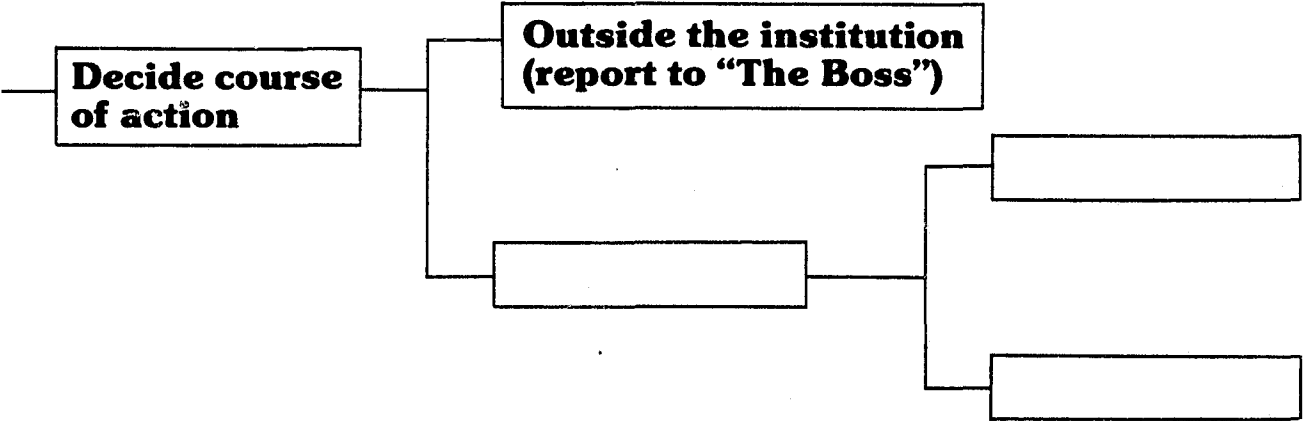 Decide course
of action
Outside the institution
(report to “The Boss”)